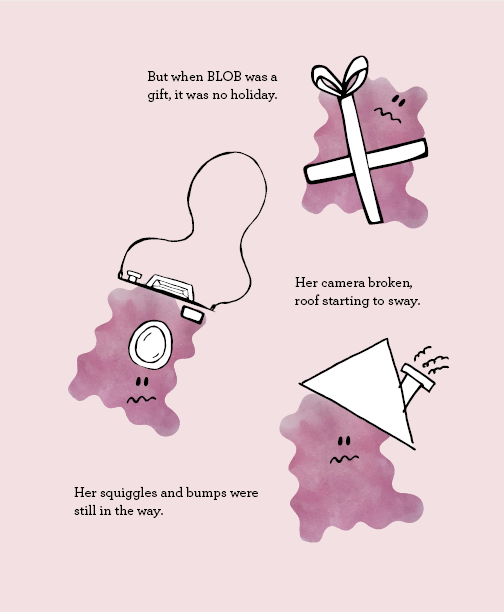 But when BLOB was a
gift, it was no holiday.
Her camera broken,
roof starting to sway.
Her squiggles and bumps were
still in the way.